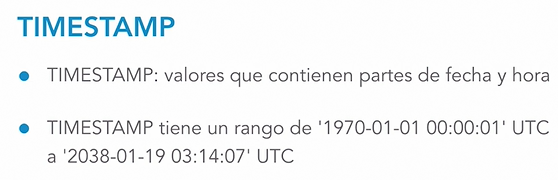 TIMESTAMP
• TIMESTAMP: valores que contienen partes de fecha y hora
• TIMESTAMP tiene un rango de '1970-01-01 00:00:01' UTC
a '2038-01-19 03:14:07' UTC